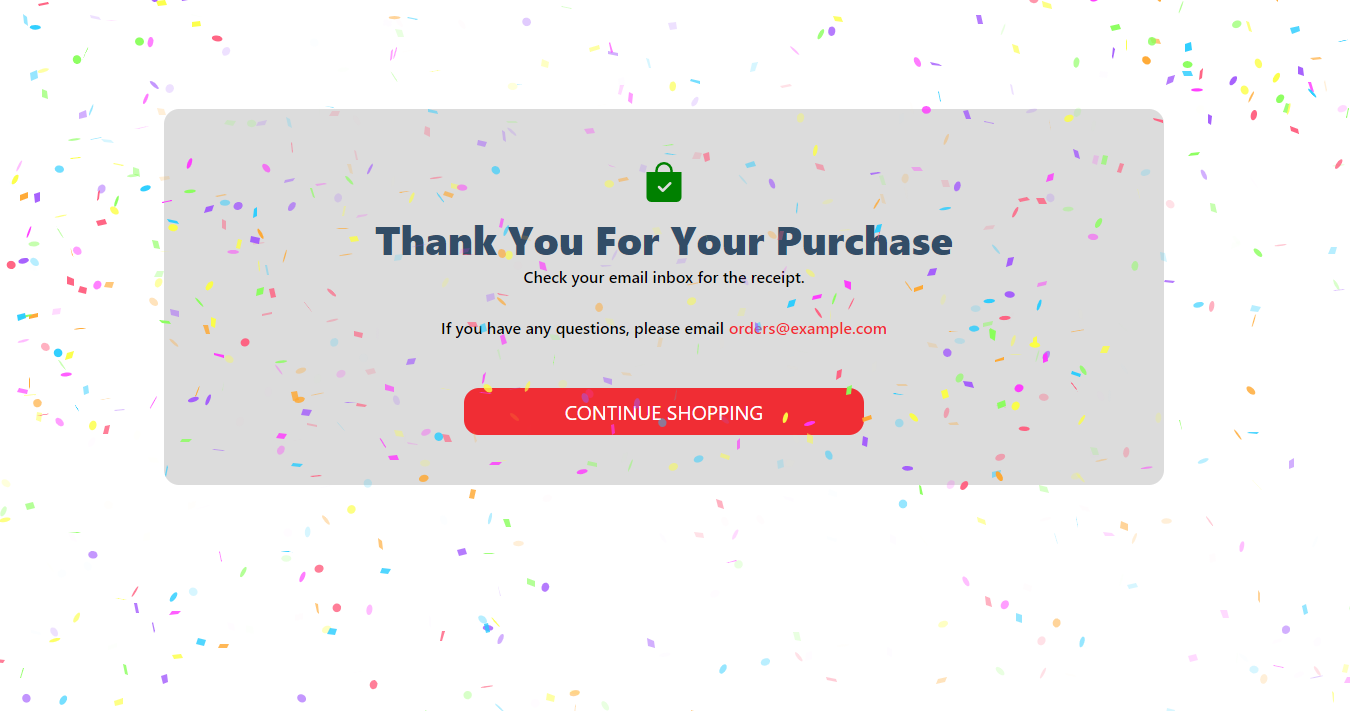 Thank You For Your Purchase
Check your email inbox for the receipt.
If you have any questions, please email orders@example.com
CONTINUE SHOPPING